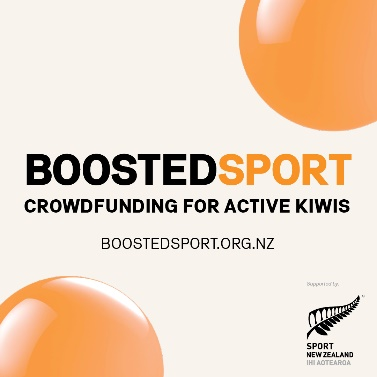 BOOSTEDSPORT
CROWDFUNDING FOR ACTIVE KIWIS
BOOSTEDSPORT.ORG.NZ
Supported by:
SPORT
NEW ZEALAND
IHI AOTEAROA